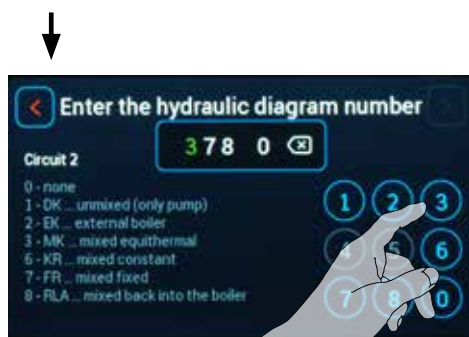 Enter the hydraulic diagram number
378 0
Circuit 2
0 - none
1 - DK ... unmixed (only pump)
2 - EK ... external boiler
3 - MK ... mixed equithermal
6 - KR ... mixed constant
7 - FR ... mixed fixed
8 - RLA ... mixed back into the boiler
1 2 3
4 5 6
7 8 0